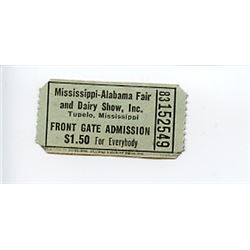 Mississippi-Alabama Fair
and Dairy Show, Inc.
Tupelo, Mississippi
FRONT GATE ADMISSION
$1.50 For Everybody
83152549